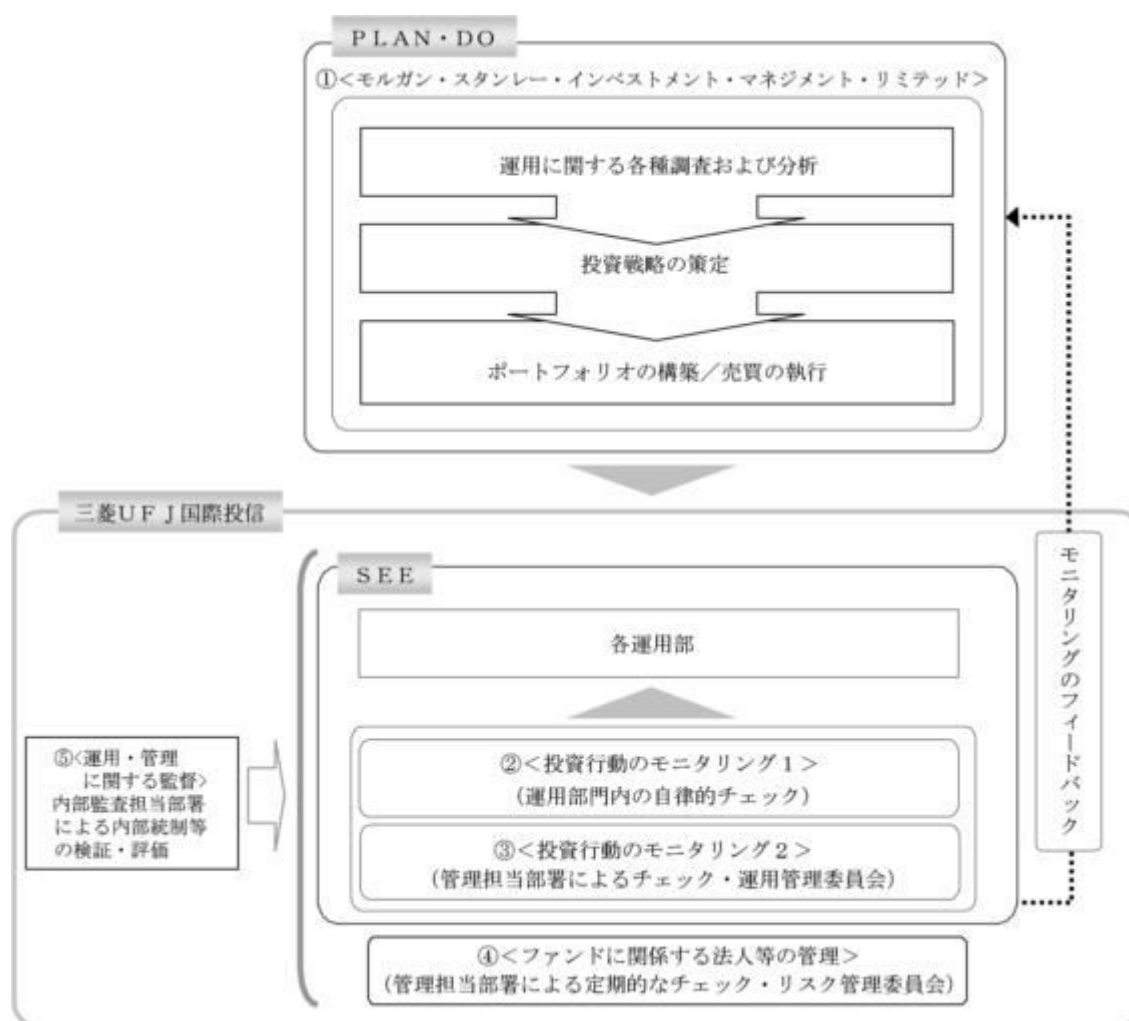 PLAN・DO
①＜モルガン・スタンレー・インベストメント・マネジメント・リミテッド＞
運用に関する各種調査および分析
投資戦略の策定
ポートフォリオの構築／売買の執行
三菱UFJ国際投信
SEE
各運用部
②＜投資行動のモニタリング１＞
（運用部門内の自律的チェック）
③＜投資行動のモニタリング２＞
（管理担当部署によるチェック・運用管理委員会）
④＜ファンドに関係する法人等の管理＞
（管理担当部署による定期的なチェック・リスク管理委員会）
⑤＜運用・管理
に関する監督＞
内部監査担当部署
による内部統制等
の検証・評価
モニタリングのフィードバック